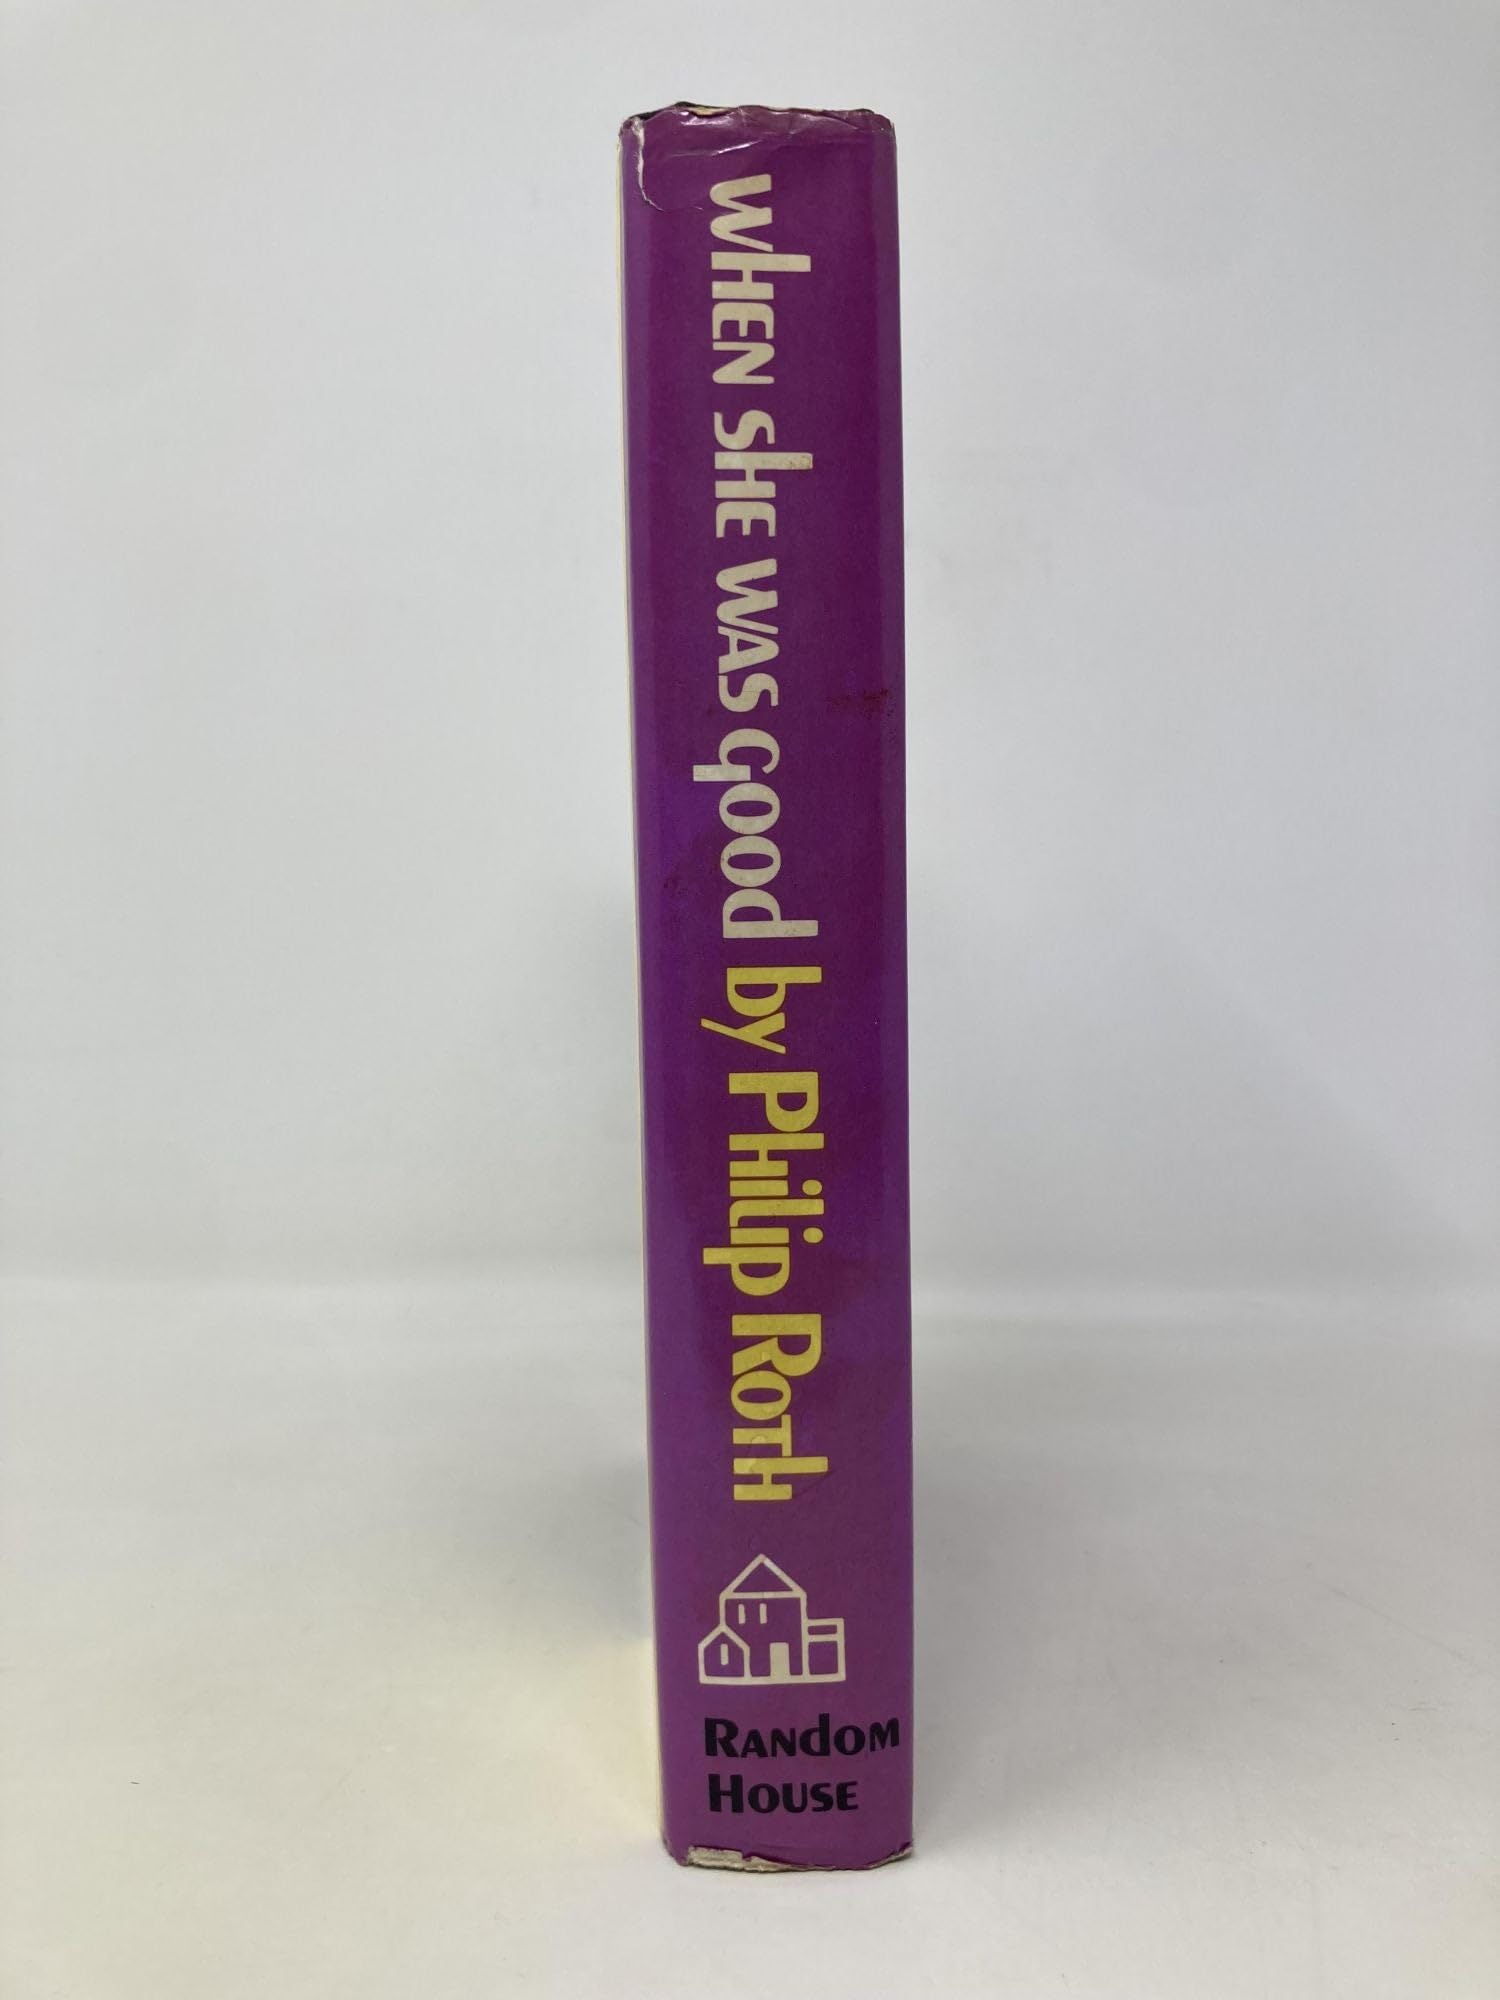 WHEN SHE WAS GOOD by PHILIP ROTH
RANDOM
HOUSE